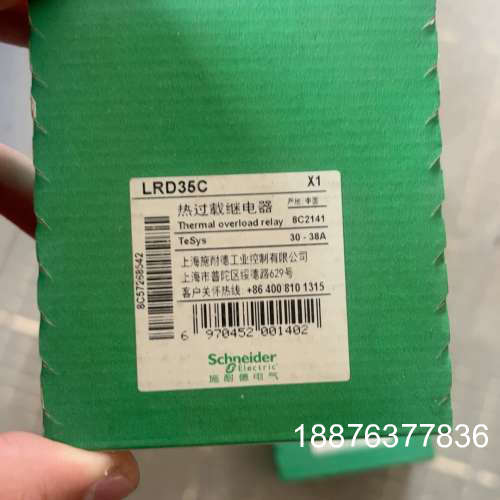 LRD35C X1
热过载继电器 产地 中国
Thermal overload relay 8C2141
TeSys 30 - 38A
上海施耐德工业控制有限公司
上海市普陀区绥德路629号
客户关怀热线 +86 400 810 1315
8C57268542
6 970452 001402
Schneider
Electric
施耐德电气
18876377836